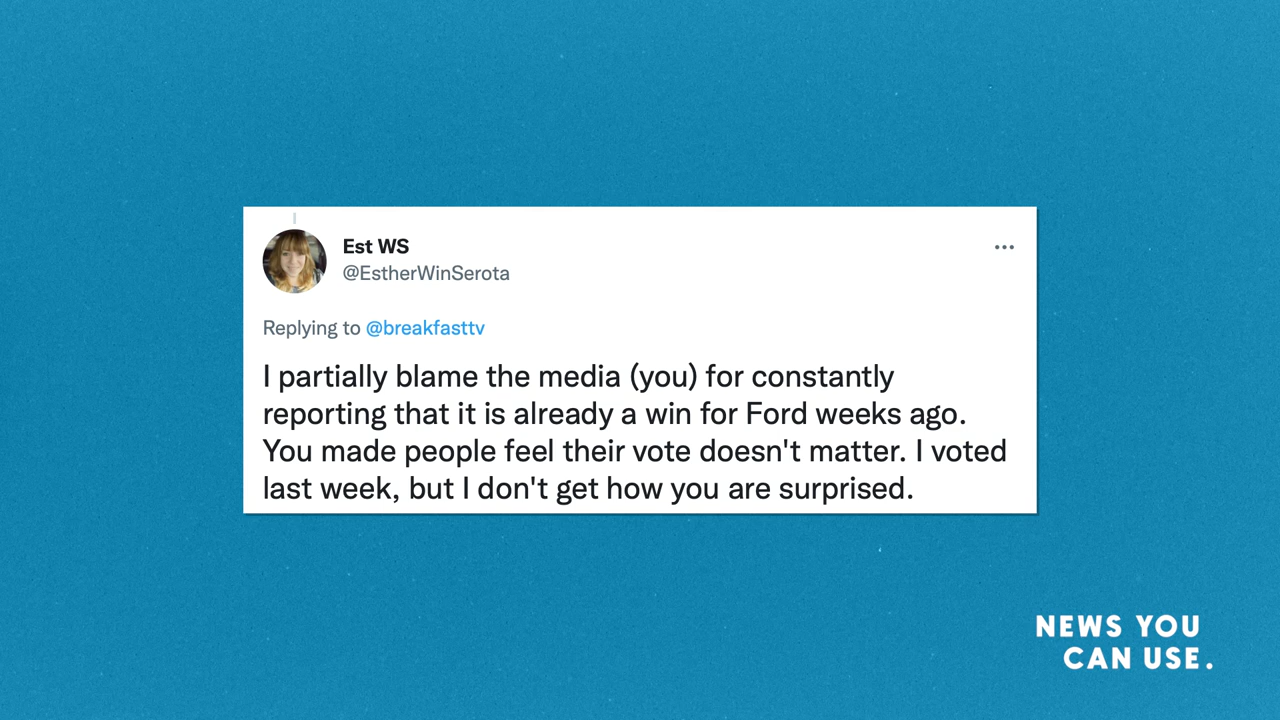 Est WS
@EstherWinSerota
Replying to @breakfasttv
I partially blame the media (you) for constantly
reporting that it is already a win for Ford weeks ago.
You made people feel their vote doesn't matter. I voted
last week, but I don't get how you are surprised.
NEWS YOU
CAN USE.